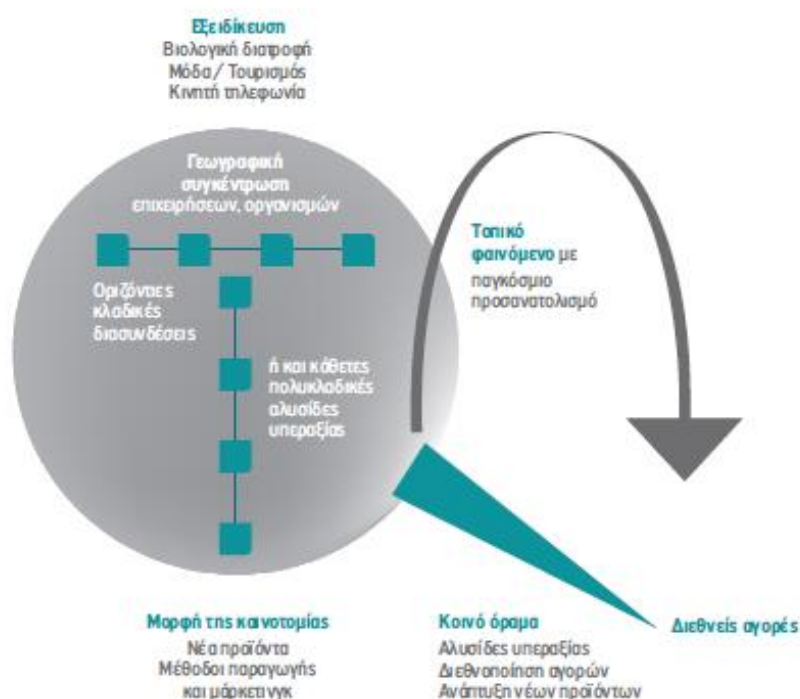 Εξειδίκευση
Βιολογική διατροφή
Μόδα / Τουρισμός
Κινητή τηλεφωνία
Γεωγραφική
συγκέντρωση
επιχειρήσεων, οργανισμών
Οριζόντιες
κλαδικές
διασυνδέσεις
ή και κάθετες
πολυκλαδικές
αλυσίδες
υπεραξίας
Τοπικό
φαινόμενο με
παγκόσμιο
προσανατολισμό
Μορφή της καινοτομίας
Νέα προϊόντα
Μέθοδοι παραγωγής
και μάρκετινγκ
Κοινό όραμα
Αλυσίδες υπεραξίας
Διεθνοποίηση αγορών
Ανάπτυξη νέων προϊόντων
Διεθνείς αγορές